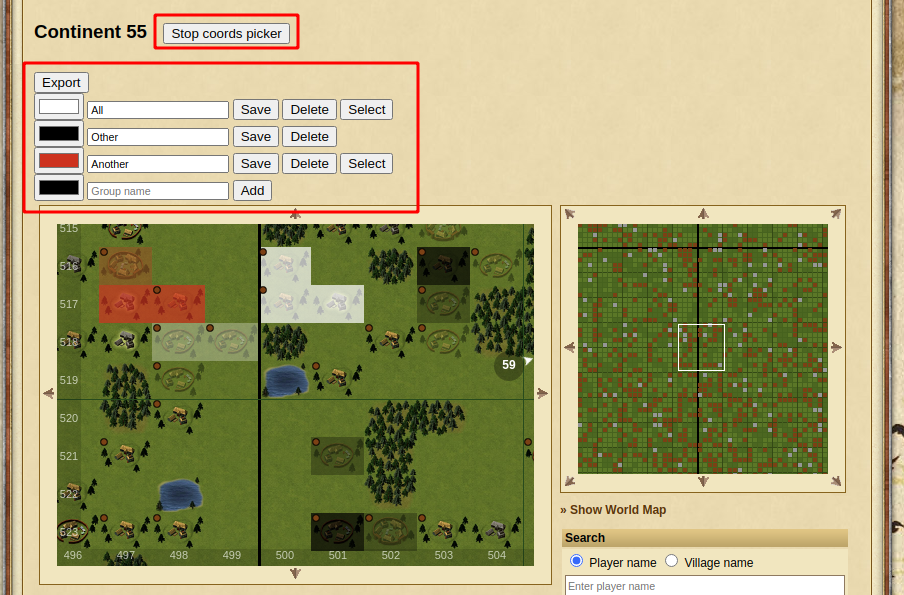 Continent 55 Stop coords picker
Export
All Save Delete Select
Other Save Delete
Another Save Delete Select
Group name Add
515
516
517
518
519
59
520
521
522
523
496 497 498 499 500 501 502 503 504
» Show World Map
Search
Player name Village name
Enter player name